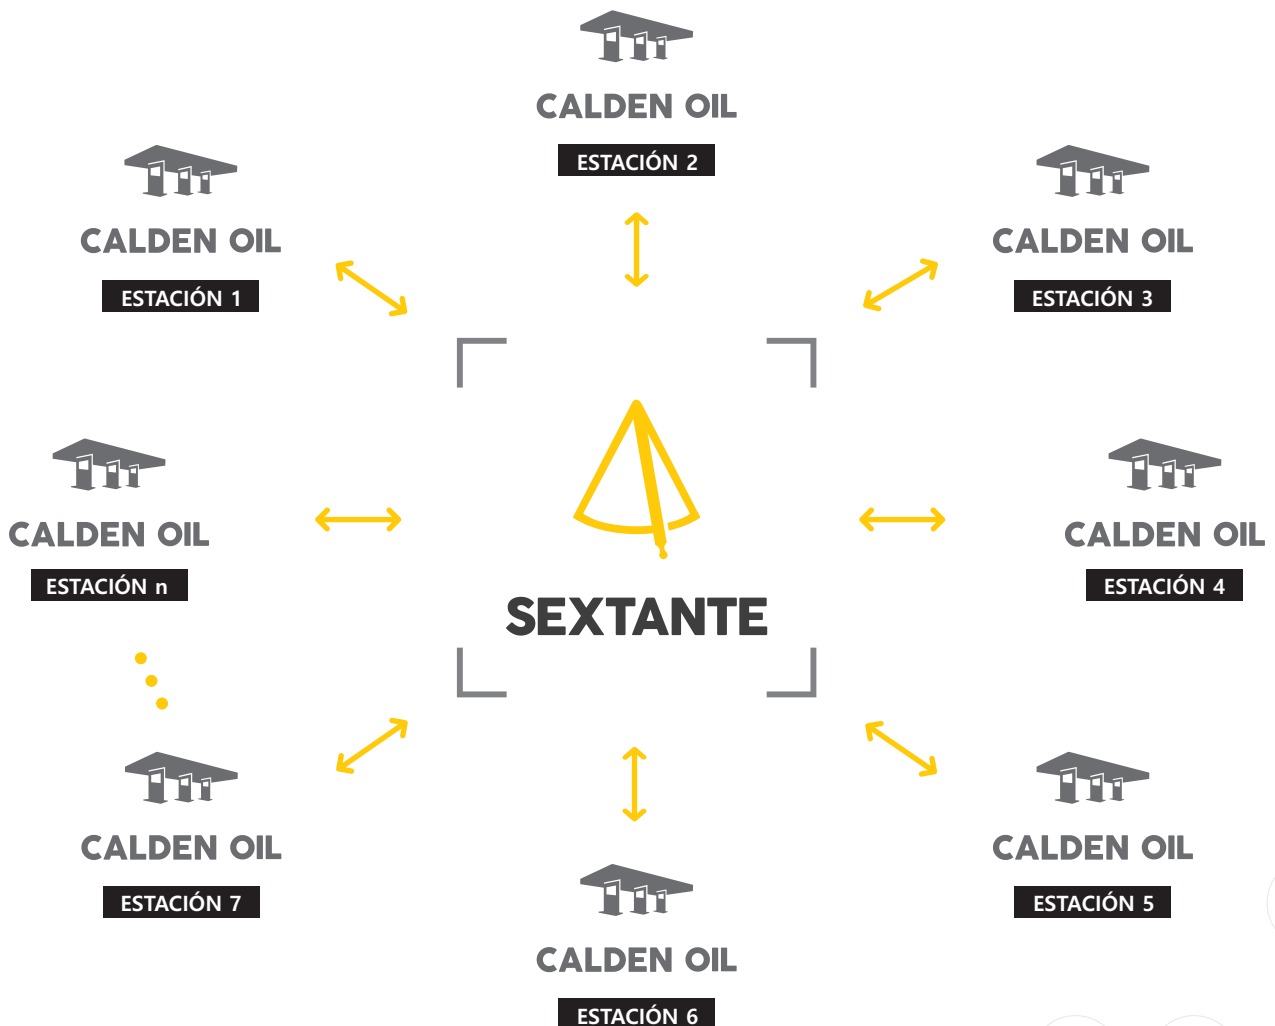 CALDEN OIL
ESTACIÓN 2
CALDEN OIL
ESTACIÓN 1
CALDEN OIL
ESTACIÓN 3
CALDEN OIL
ESTACIÓN n
CALDEN OIL
ESTACIÓN 4
SEXTANTE
CALDEN OIL
ESTACIÓN 7
CALDEN OIL
ESTACIÓN 5
CALDEN OIL
ESTACIÓN 6